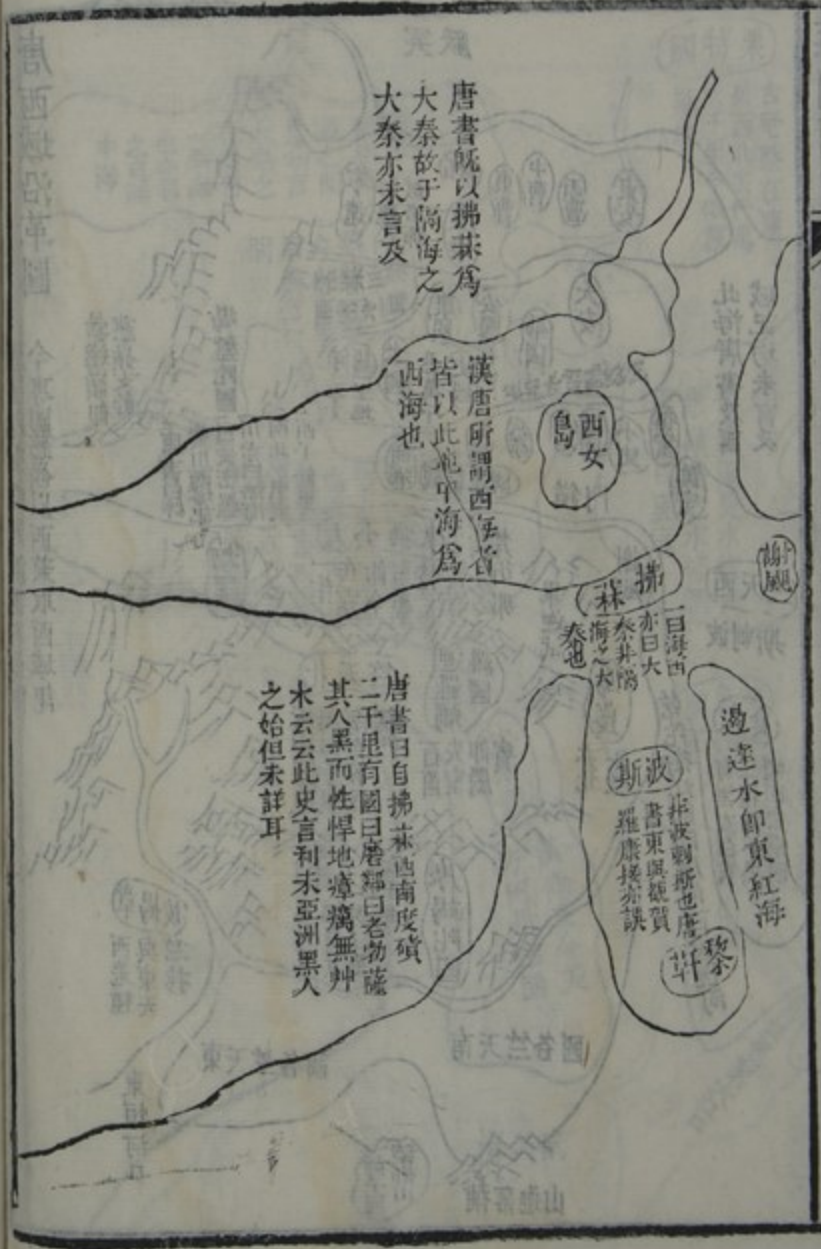 唐書既以拂菻爲
大秦故于隔海之
大秦亦未言及
漢唐所謂西海者
皆以此地中海爲
西海也
西女
島
拂
菻
一曰海西
亦曰大
秦非隔
海之大
秦也
波斯
非波剌斯也唐
書東與
羅康接亦誤
過達水即東紅海
黎軒
唐書曰自拂菻西南度磧
二千里有國曰磨鄰曰老勃薩
其人黑而性悍地瘴癘無艸
木云云此史言利未亞洲黑人
之始但未詳耳